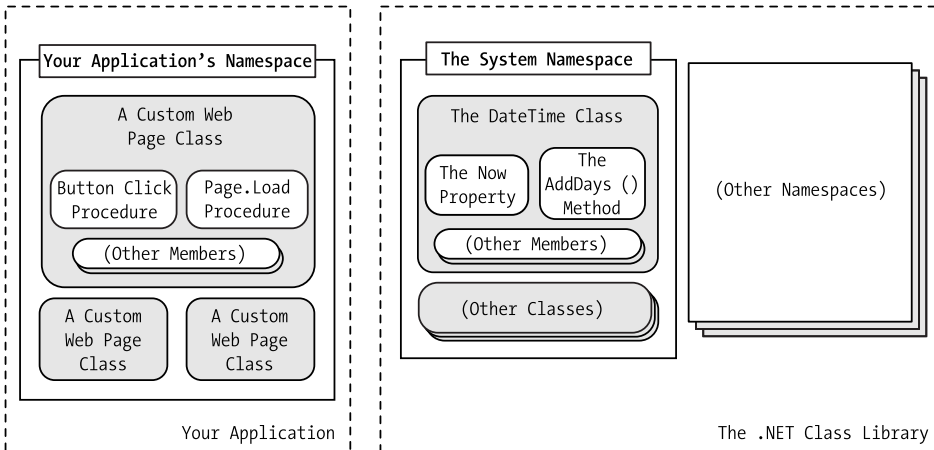 Your Application's Namespace
A Custom Web
Page Class
Button Click
Procedure
Page.Load
Procedure
(Other Members)
A Custom
Web Page
Class
A Custom
Web Page
Class
Your Application
The System Namespace
The DateTime Class
The Now
Property
The
AddDays ()
Method
(Other Members)
(Other Classes)
(Other Namespaces)
The .NET Class Library